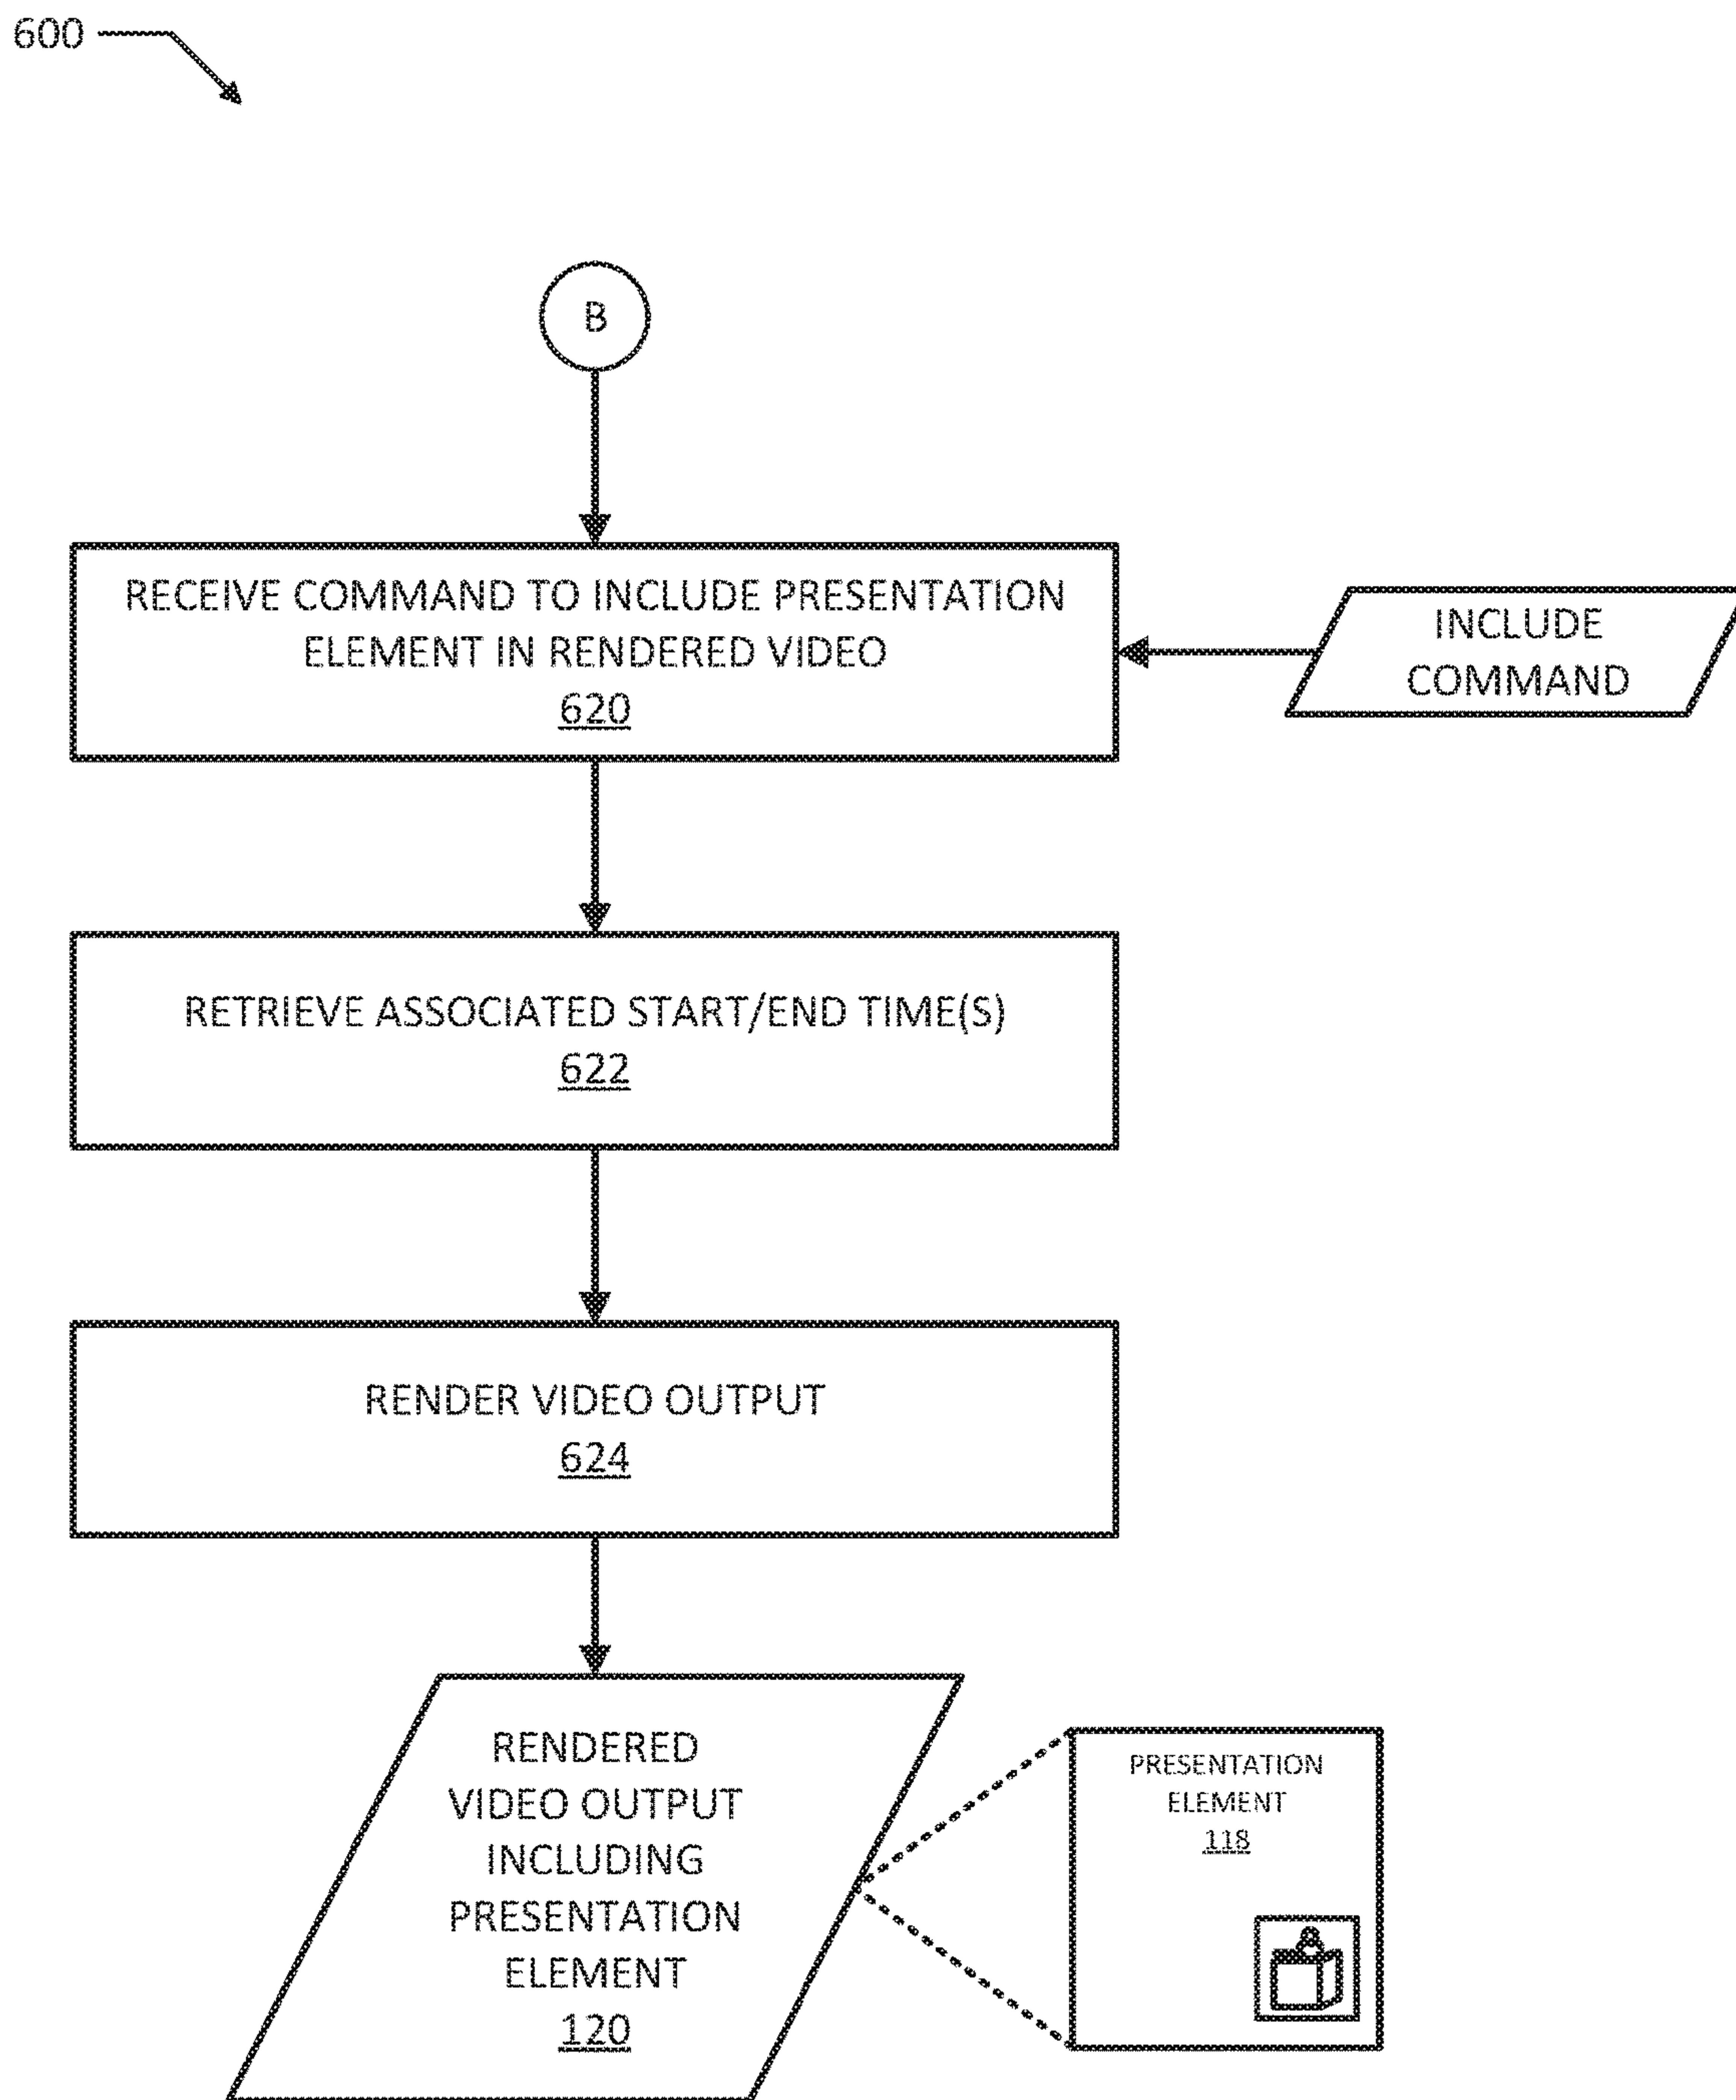 600
B
RECEIVE COMMAND TO INCLUDE PRESENTATION
ELEMENT IN RENDERED VIDEO
620
INCLUDE
COMMAND
RETRIEVE ASSOCIATED START/END TIME(S)
622
RENDER VIDEO OUTPUT
624
RENDERED
VIDEO OUTPUT
INCLUDING
PRESENTATION
ELEMENT
120
PRESENTATION
ELEMENT
118